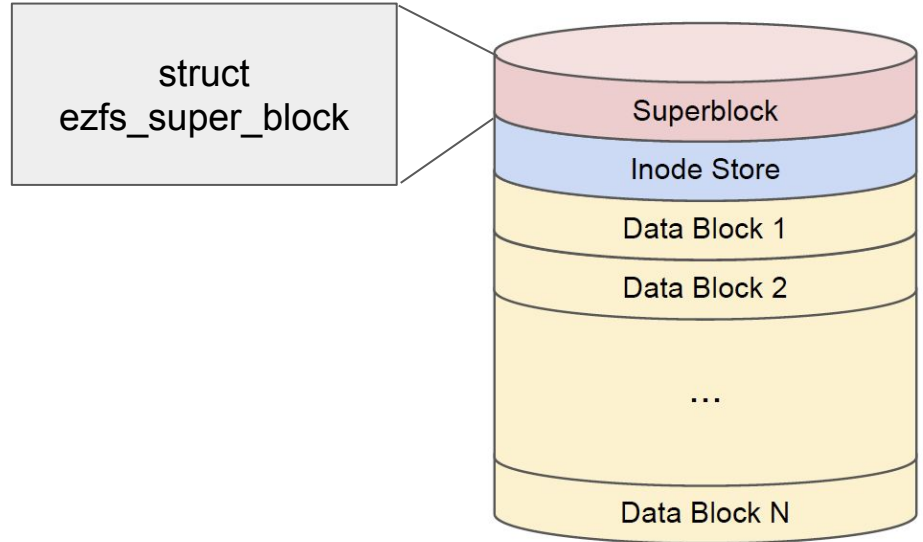 struct
ezfs_super_block
Superblock
Inode Store
Data Block 1
Data Block 2
...
Data Block N